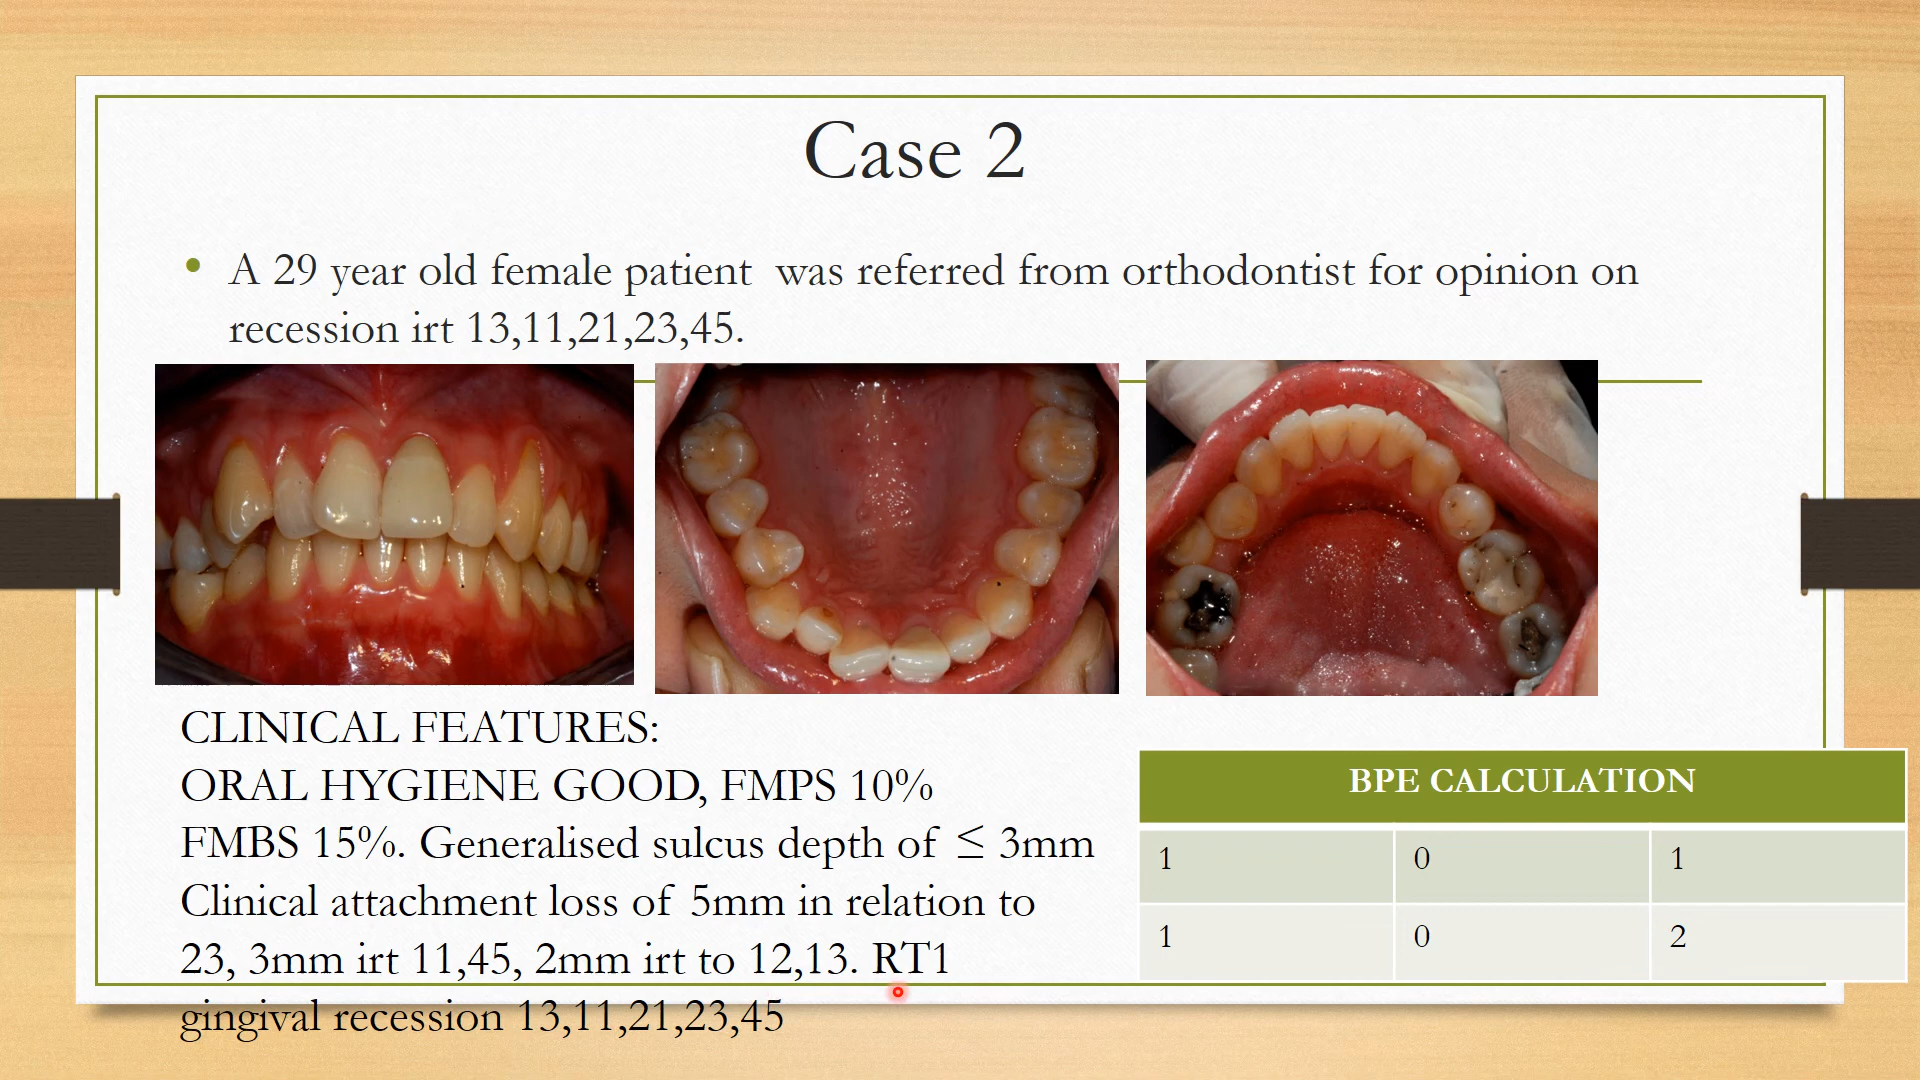 Case 2
• A 29 year old female patient was referred from orthodontist for opinion on
recession irt 13,11,21,23,45.
CLINICAL FEATURES:
ORAL HYGIENE GOOD, FMPS 10%
FMBS 15%. Generalised sulcus depth of ≤ 3mm
Clinical attachment loss of 5mm in relation to
23, 3mm irt 11,45, 2mm irt to 12,13. RT1
gingival recession 13,11,21,23,45
BPE CALCULATION
1 0 1
1 0 2